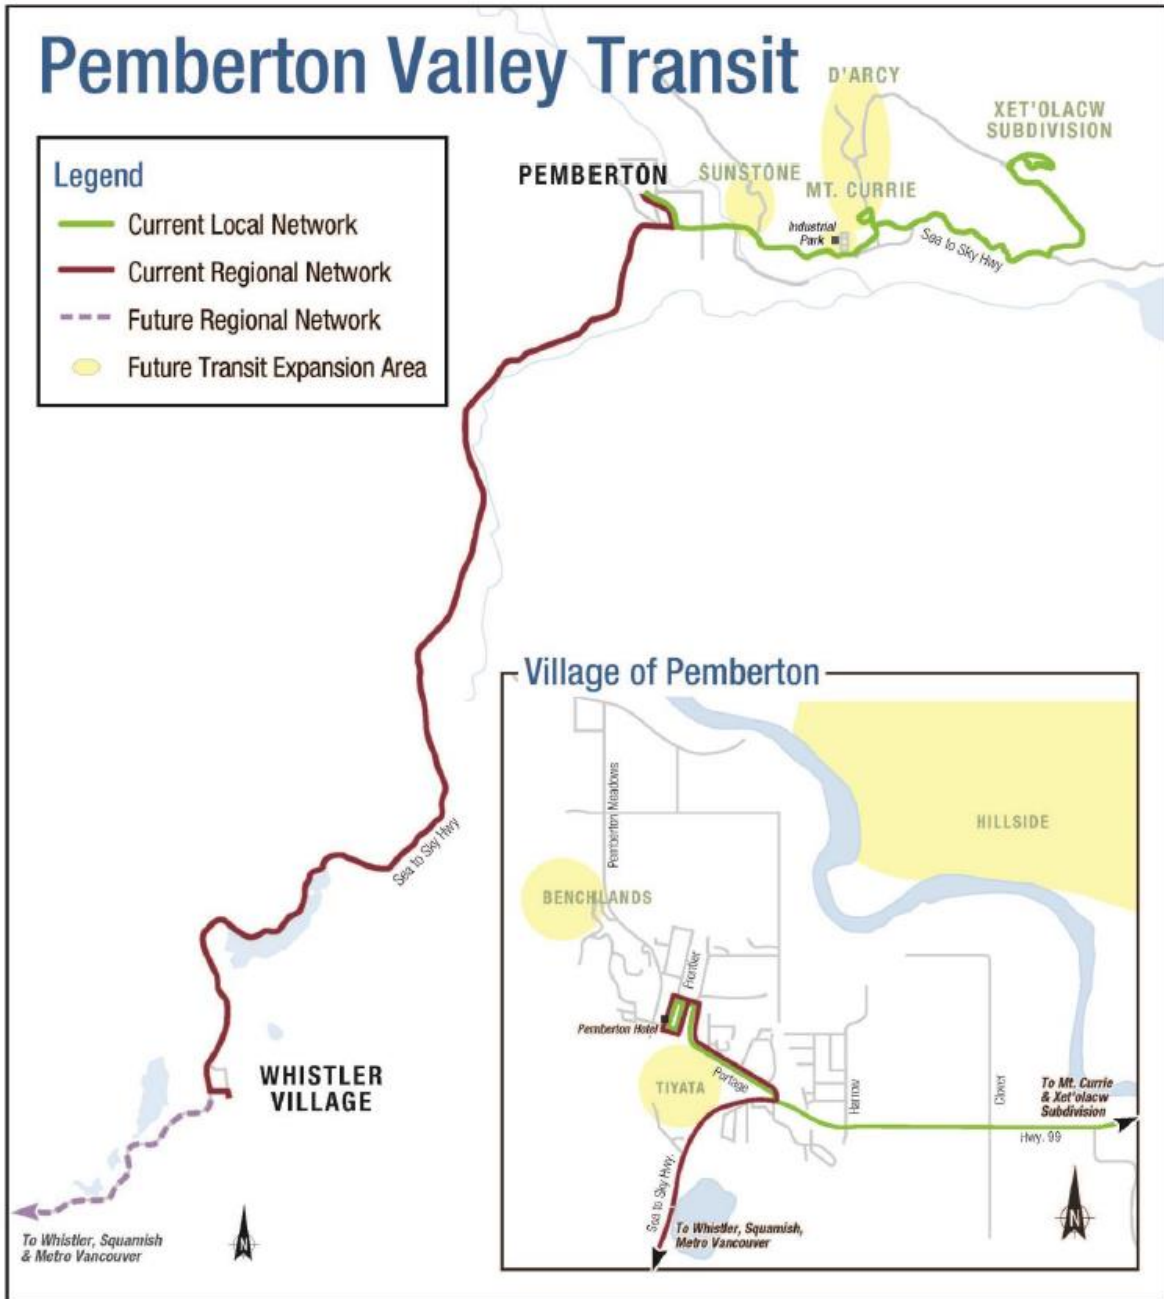 Pemberton Valley Transit
Legend
Current Local Network
Current Regional Network
Future Regional Network
Future Transit Expansion Area
D'ARCY
XET'OLACW
SUBDIVISION
PEMBERTON
SUNSTONE
MT. CURRIE
Industrial
Park
Sea to Sky Hwy
Sea to Sky Hwy
WHISTLER
VILLAGE
To Whistler, Squamish
& Metro Vancouver
N
Village of Pemberton
Pemberton Meadows
HILLSIDE
BENCHLANDS
Frontier
Pemberton Hotel
Portage
TIYATA
Harrow
Clover
To Mt. Currie
& Xet'olacw
Subdivision
Hwy. 99
Sea to Sky Hwy.
To Whistler, Squamish,
Metro Vancouver
N